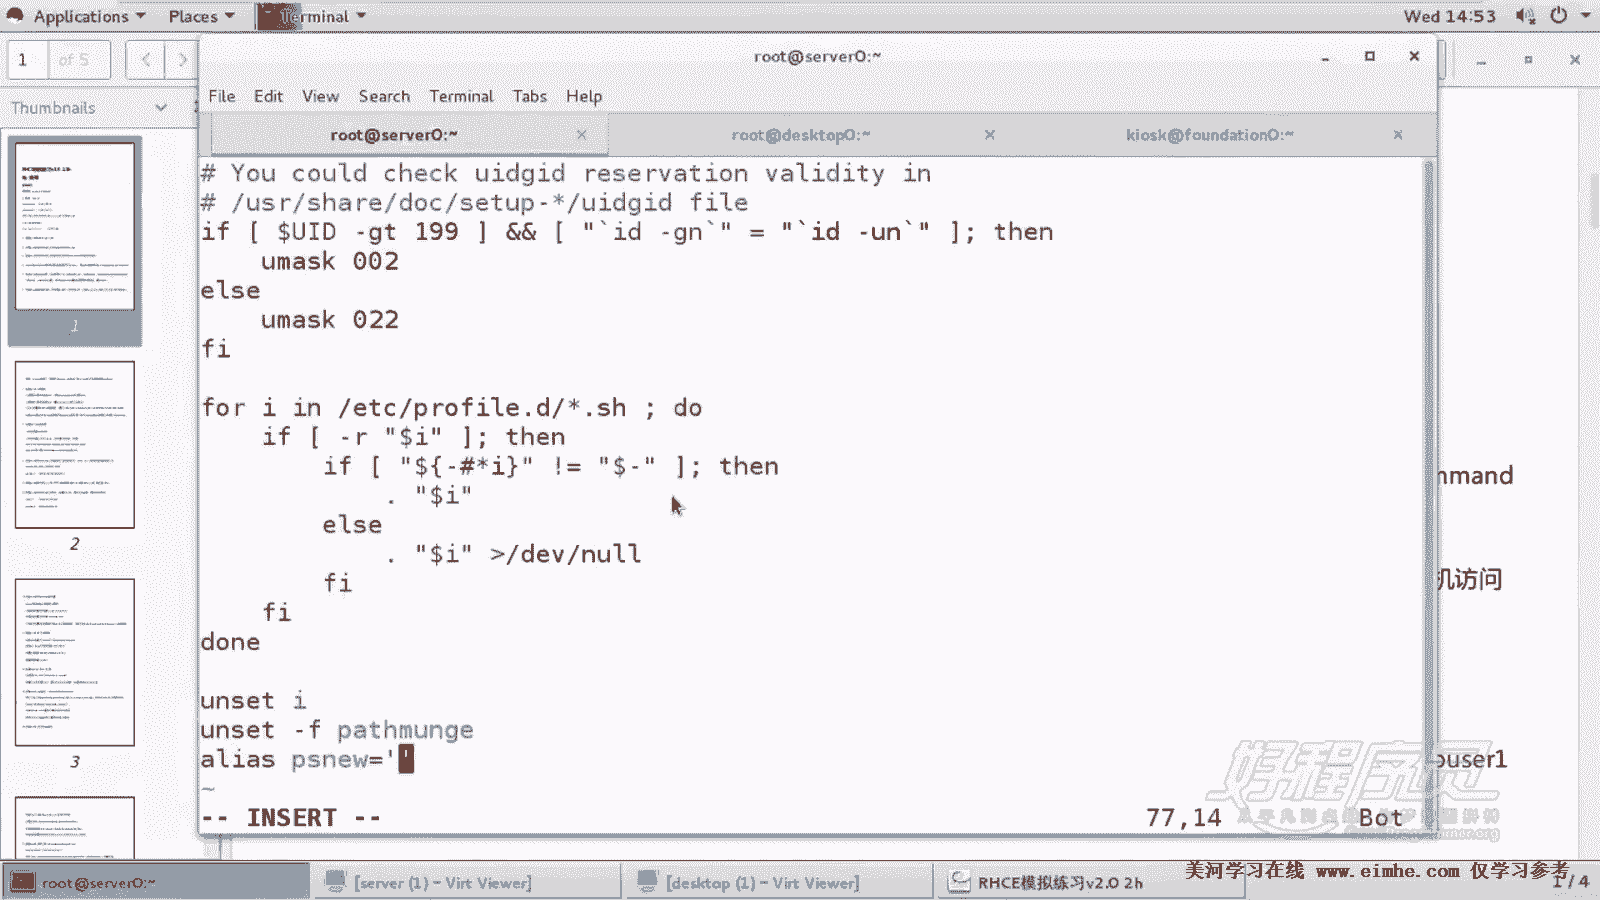 Applications Places Terminal Wed 14:53
1 of 5
root@server0:~
Thumbnails
File Edit View Search Terminal Tabs Help
root@server0:~ root@desktop0:~ kiosk@foundation0:~
# You could check uidgid reservation validity in
# /usr/share/doc/setup-*/uidgid file
if [ $UID -gt 199 ] && [ "`id -gn`" = "`id -un`" ]; then
    umask 002
else
    umask 022
fi
for i in /etc/profile.d/*.sh ; do
    if [ -r "$i" ]; then
        if [ "${-#*i}" != "$-" ]; then
            . "$i"
        else
            . "$i" >/dev/null
        fi
    fi
done
unset i
unset -f pathmunge
alias psnew=''
~
-- INSERT -- 77,14 Bot
1
2
3
mmand
机访问
ouser1
好程序员
root@server0:~ [server (1) – Virt Viewer] [desktop (1) – Virt Viewer] RHCE模拟练习v2.0 2h 1 / 4
美河学习在线 www.eimhe.com 仅学习参考